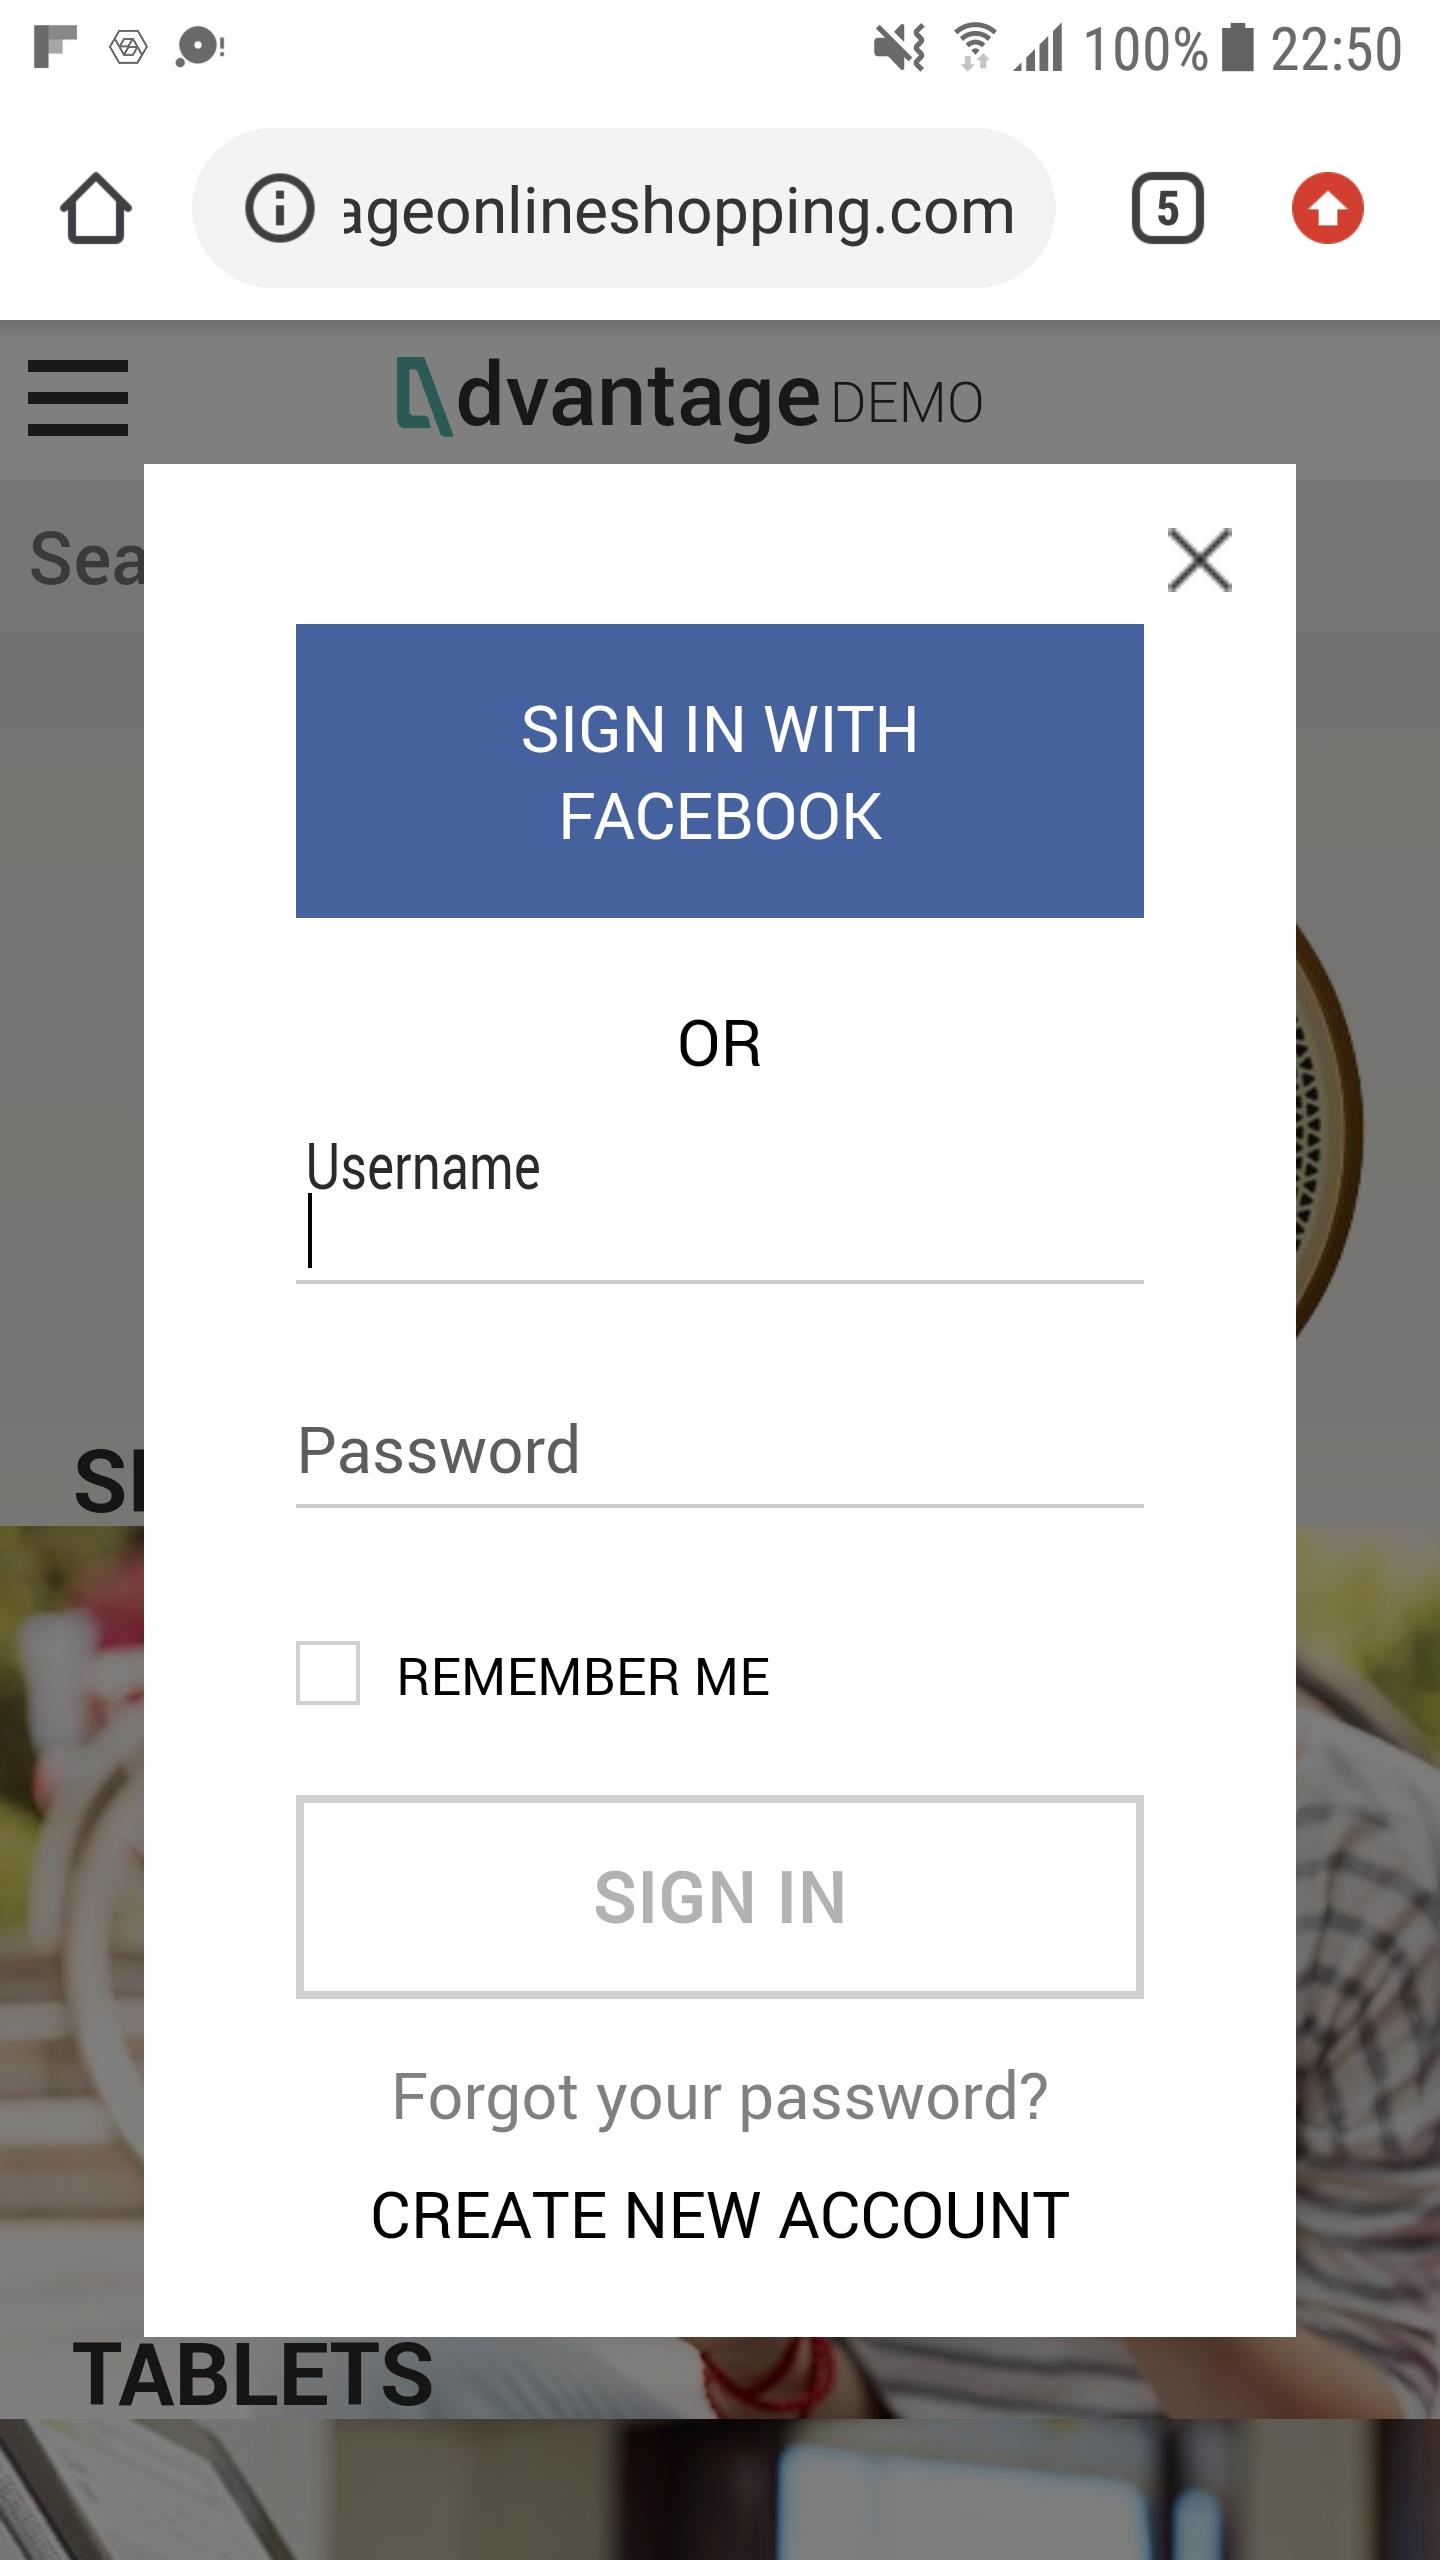 100% 22:50
ageonlineshopping.com 5
dvantage DEMO
Sea
SIGN IN WITH
FACEBOOK
OR
Username
Password
REMEMBER ME
SIGN IN
Forgot your password?
CREATE NEW ACCOUNT
TABLETS